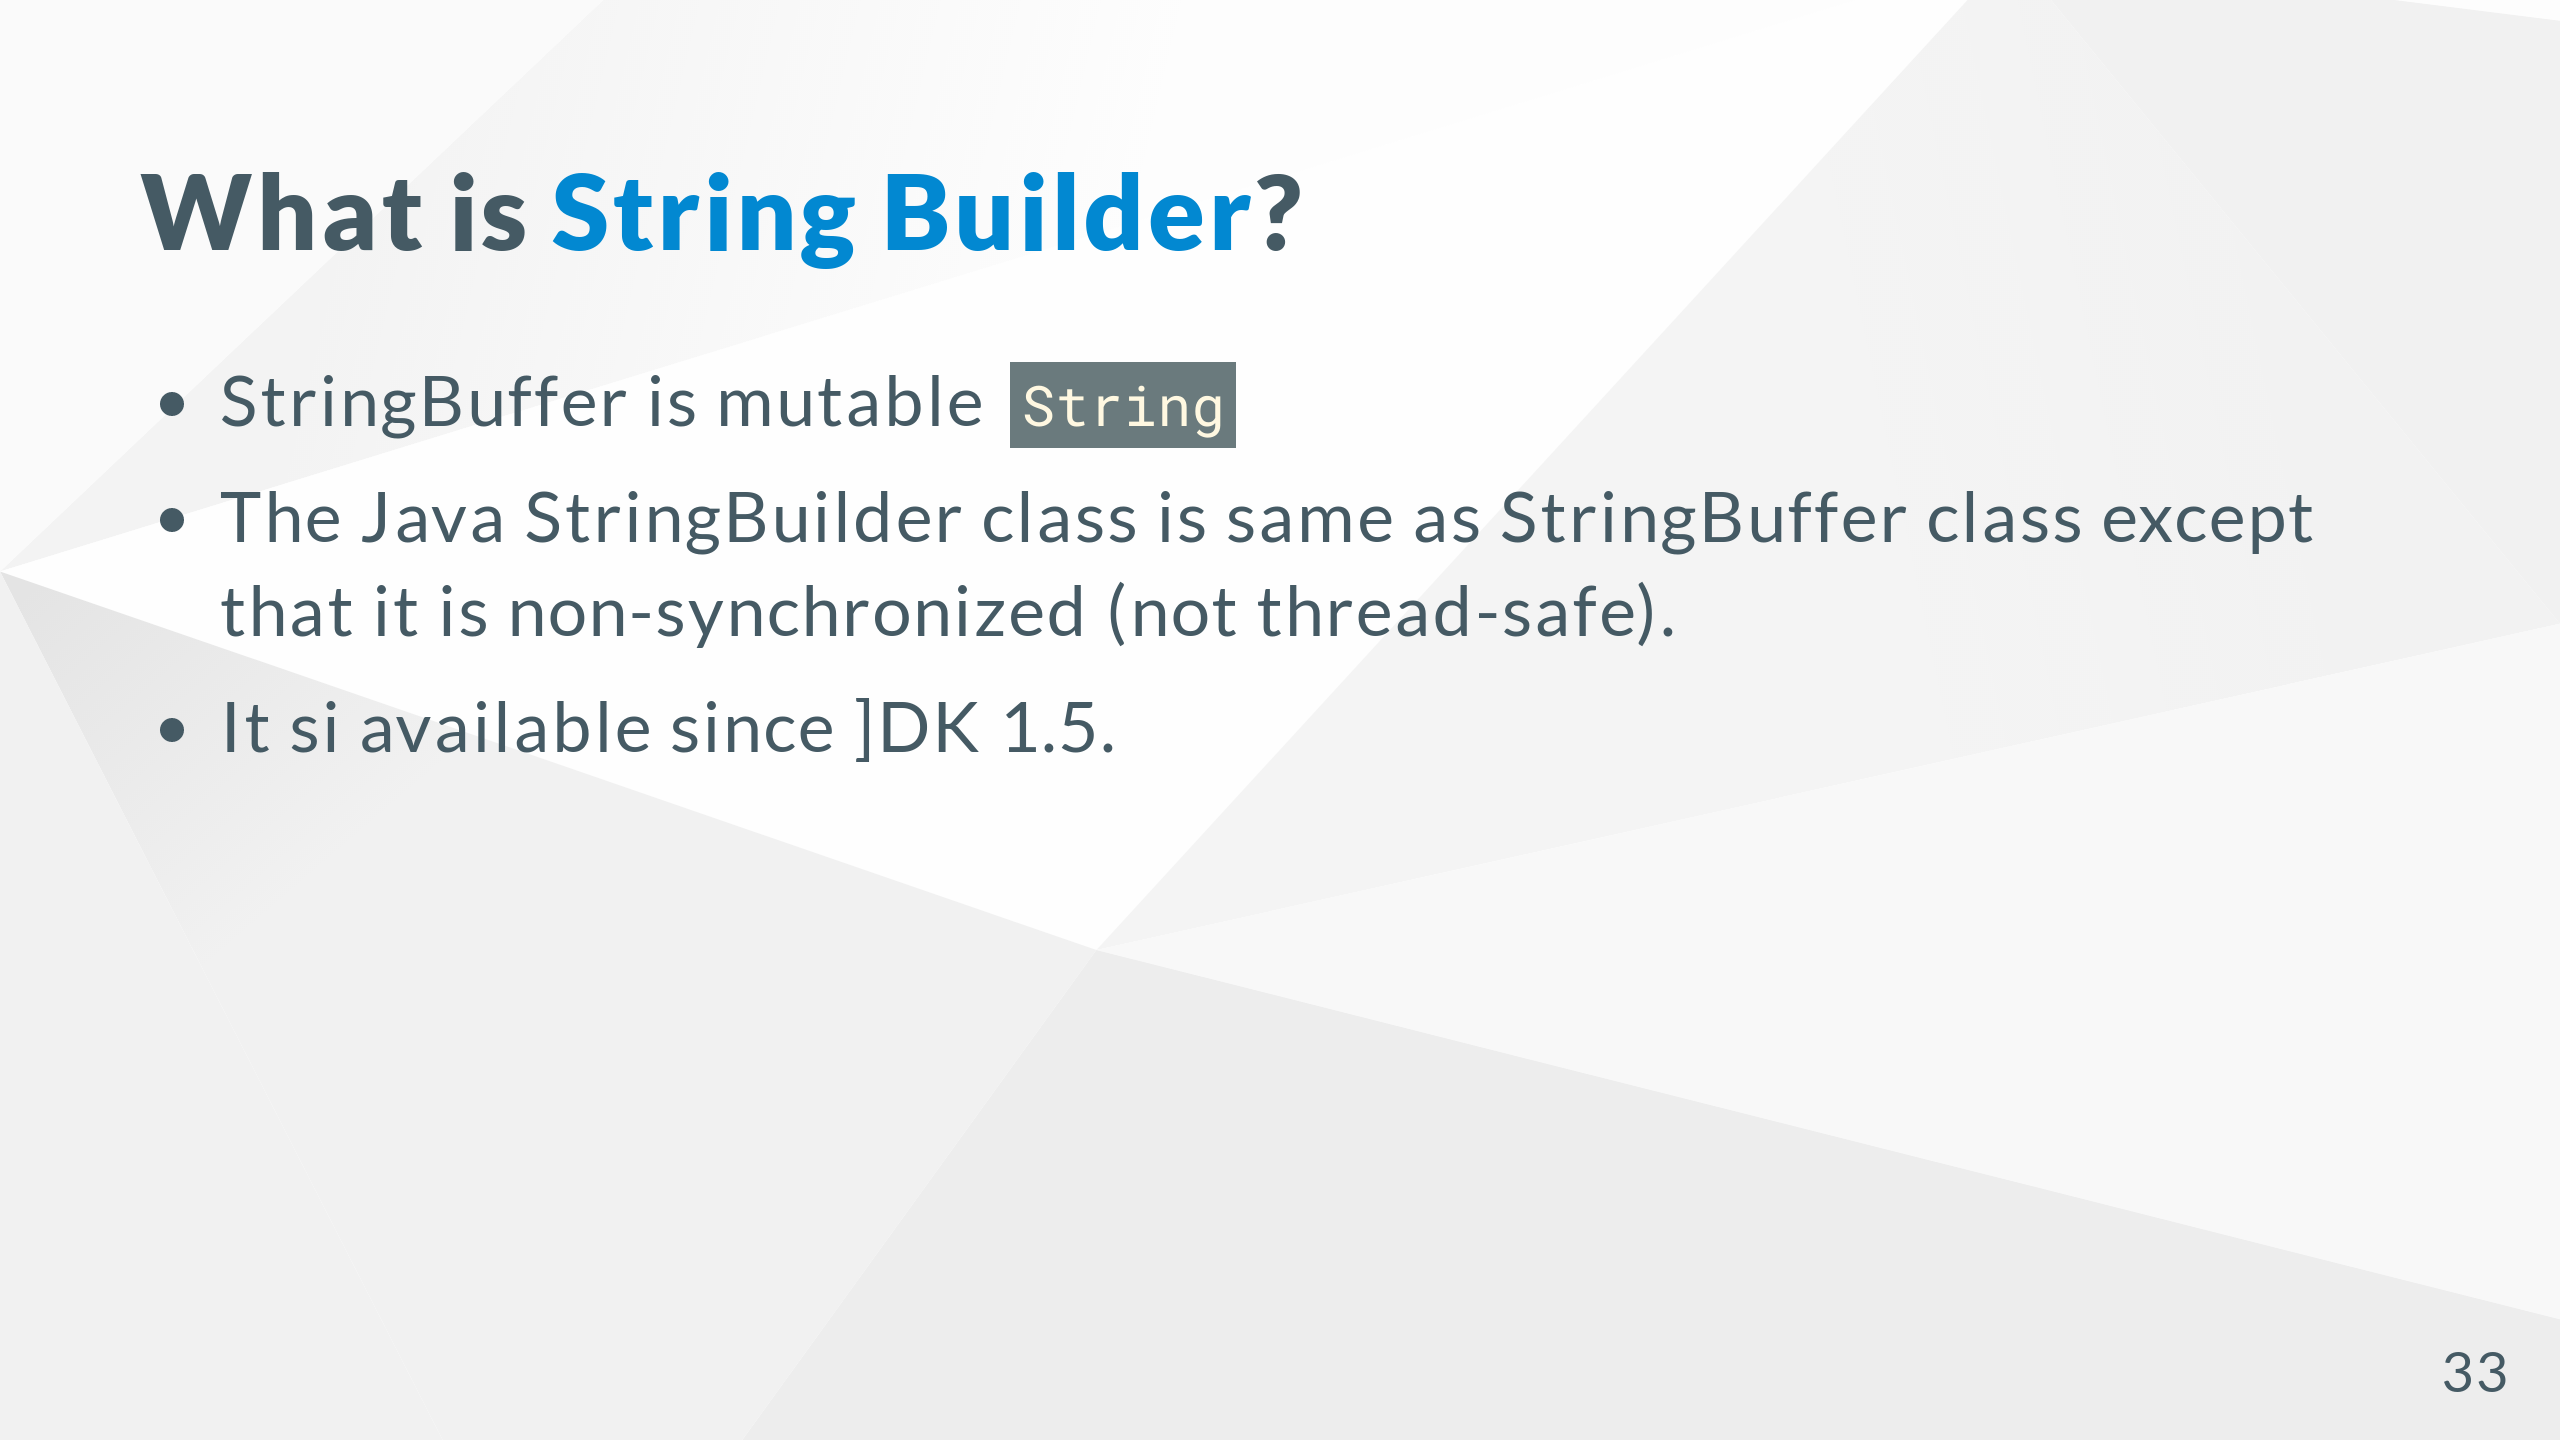 What is String Builder?
• StringBuffer is mutable String
• The Java StringBuilder class is same as StringBuffer class except
that it is non-synchronized (not thread-safe).
• It si available since ]DK 1.5.
33